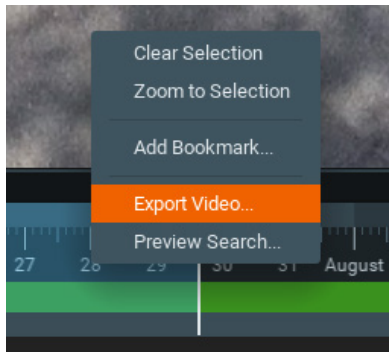 Clear Selection
Zoom to Selection
Add Bookmark...
Export Video...
Preview Search...
27 28 29 30 31 August